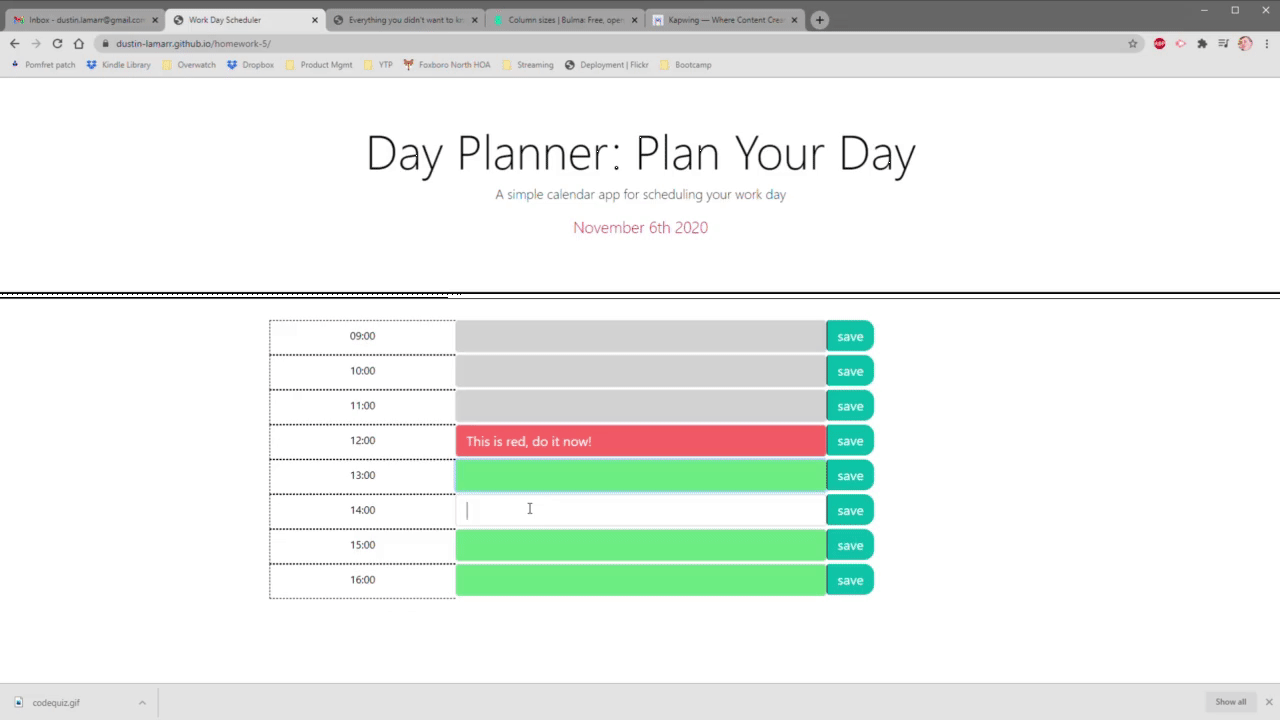 Inbox - dustin.lamarr@gmail.com
Work Day Scheduler
Everything you didn't want to kn
Column sizes | Bulma: Free, open
Kapwing — Where Content Crea
dustin-lamarr.github.io/homework-5/
Pomfret patch
Kindle Library
Overwatch
Dropbox
Product Mgmt
YTP
Foxboro North HOA
Streaming
Deployment | Flickr
Bootcamp
Day Planner: Plan Your Day
A simple calendar app for scheduling your work day
November 6th 2020
09:00 save
10:00 save
11:00 save
12:00 This is red, do it now! save
13:00 save
14:00 save
15:00 save
16:00 save
codequiz.gif
Show all